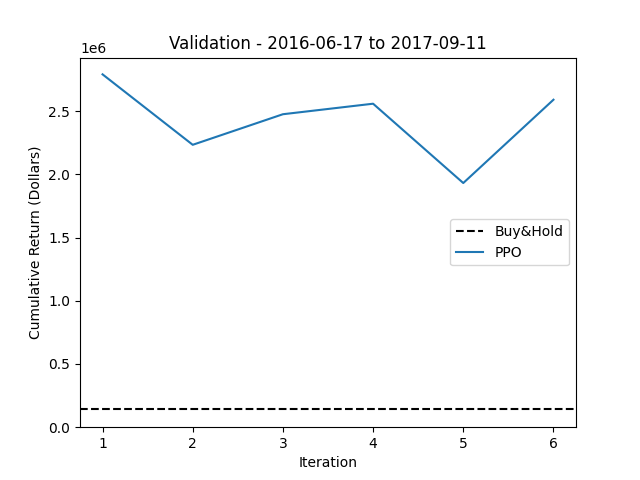 Validation - 2016-06-17 to 2017-09-11
1e6
Cumulative Return (Dollars)
2.5
2.0
1.5
1.0
0.5
0.0
Buy&Hold
PPO
1 2 3 4 5 6
Iteration